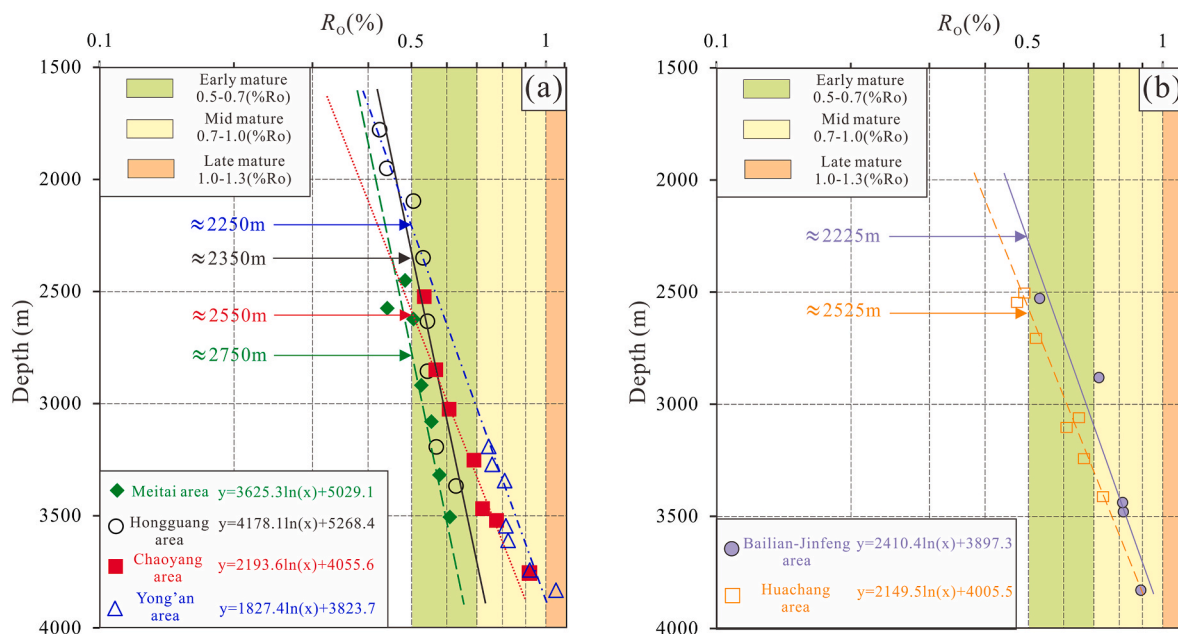 Rₒ(%)
0.1 0.5 1
1500
2000
2500
3000
3500
4000
Depth (m)
Early mature
0.5-0.7(%Ro)
Mid mature
0.7-1.0(%Ro)
Late mature
1.0-1.3(%Ro)
(a)
≈2250m
≈2350m
≈2550m
≈2750m
Meitai area y=3625.3ln(x)+5029.1
Hongguang y=4178.1ln(x)+5268.4
area
Chaoyang y=2193.6ln(x)+4055.6
area
Yong'an y=1827.4ln(x)+3823.7
area
Rₒ(%)
0.1 0.5 1
1500
2000
2500
3000
3500
4000
Depth (m)
Early mature
0.5-0.7(%Ro)
Mid mature
0.7-1.0(%Ro)
Late mature
1.0-1.3(%Ro)
(b)
≈2225m
≈2525m
Bailian-Jinfeng y=2410.4ln(x)+3897.3
area
Huachang y=2149.5ln(x)+4005.5
area